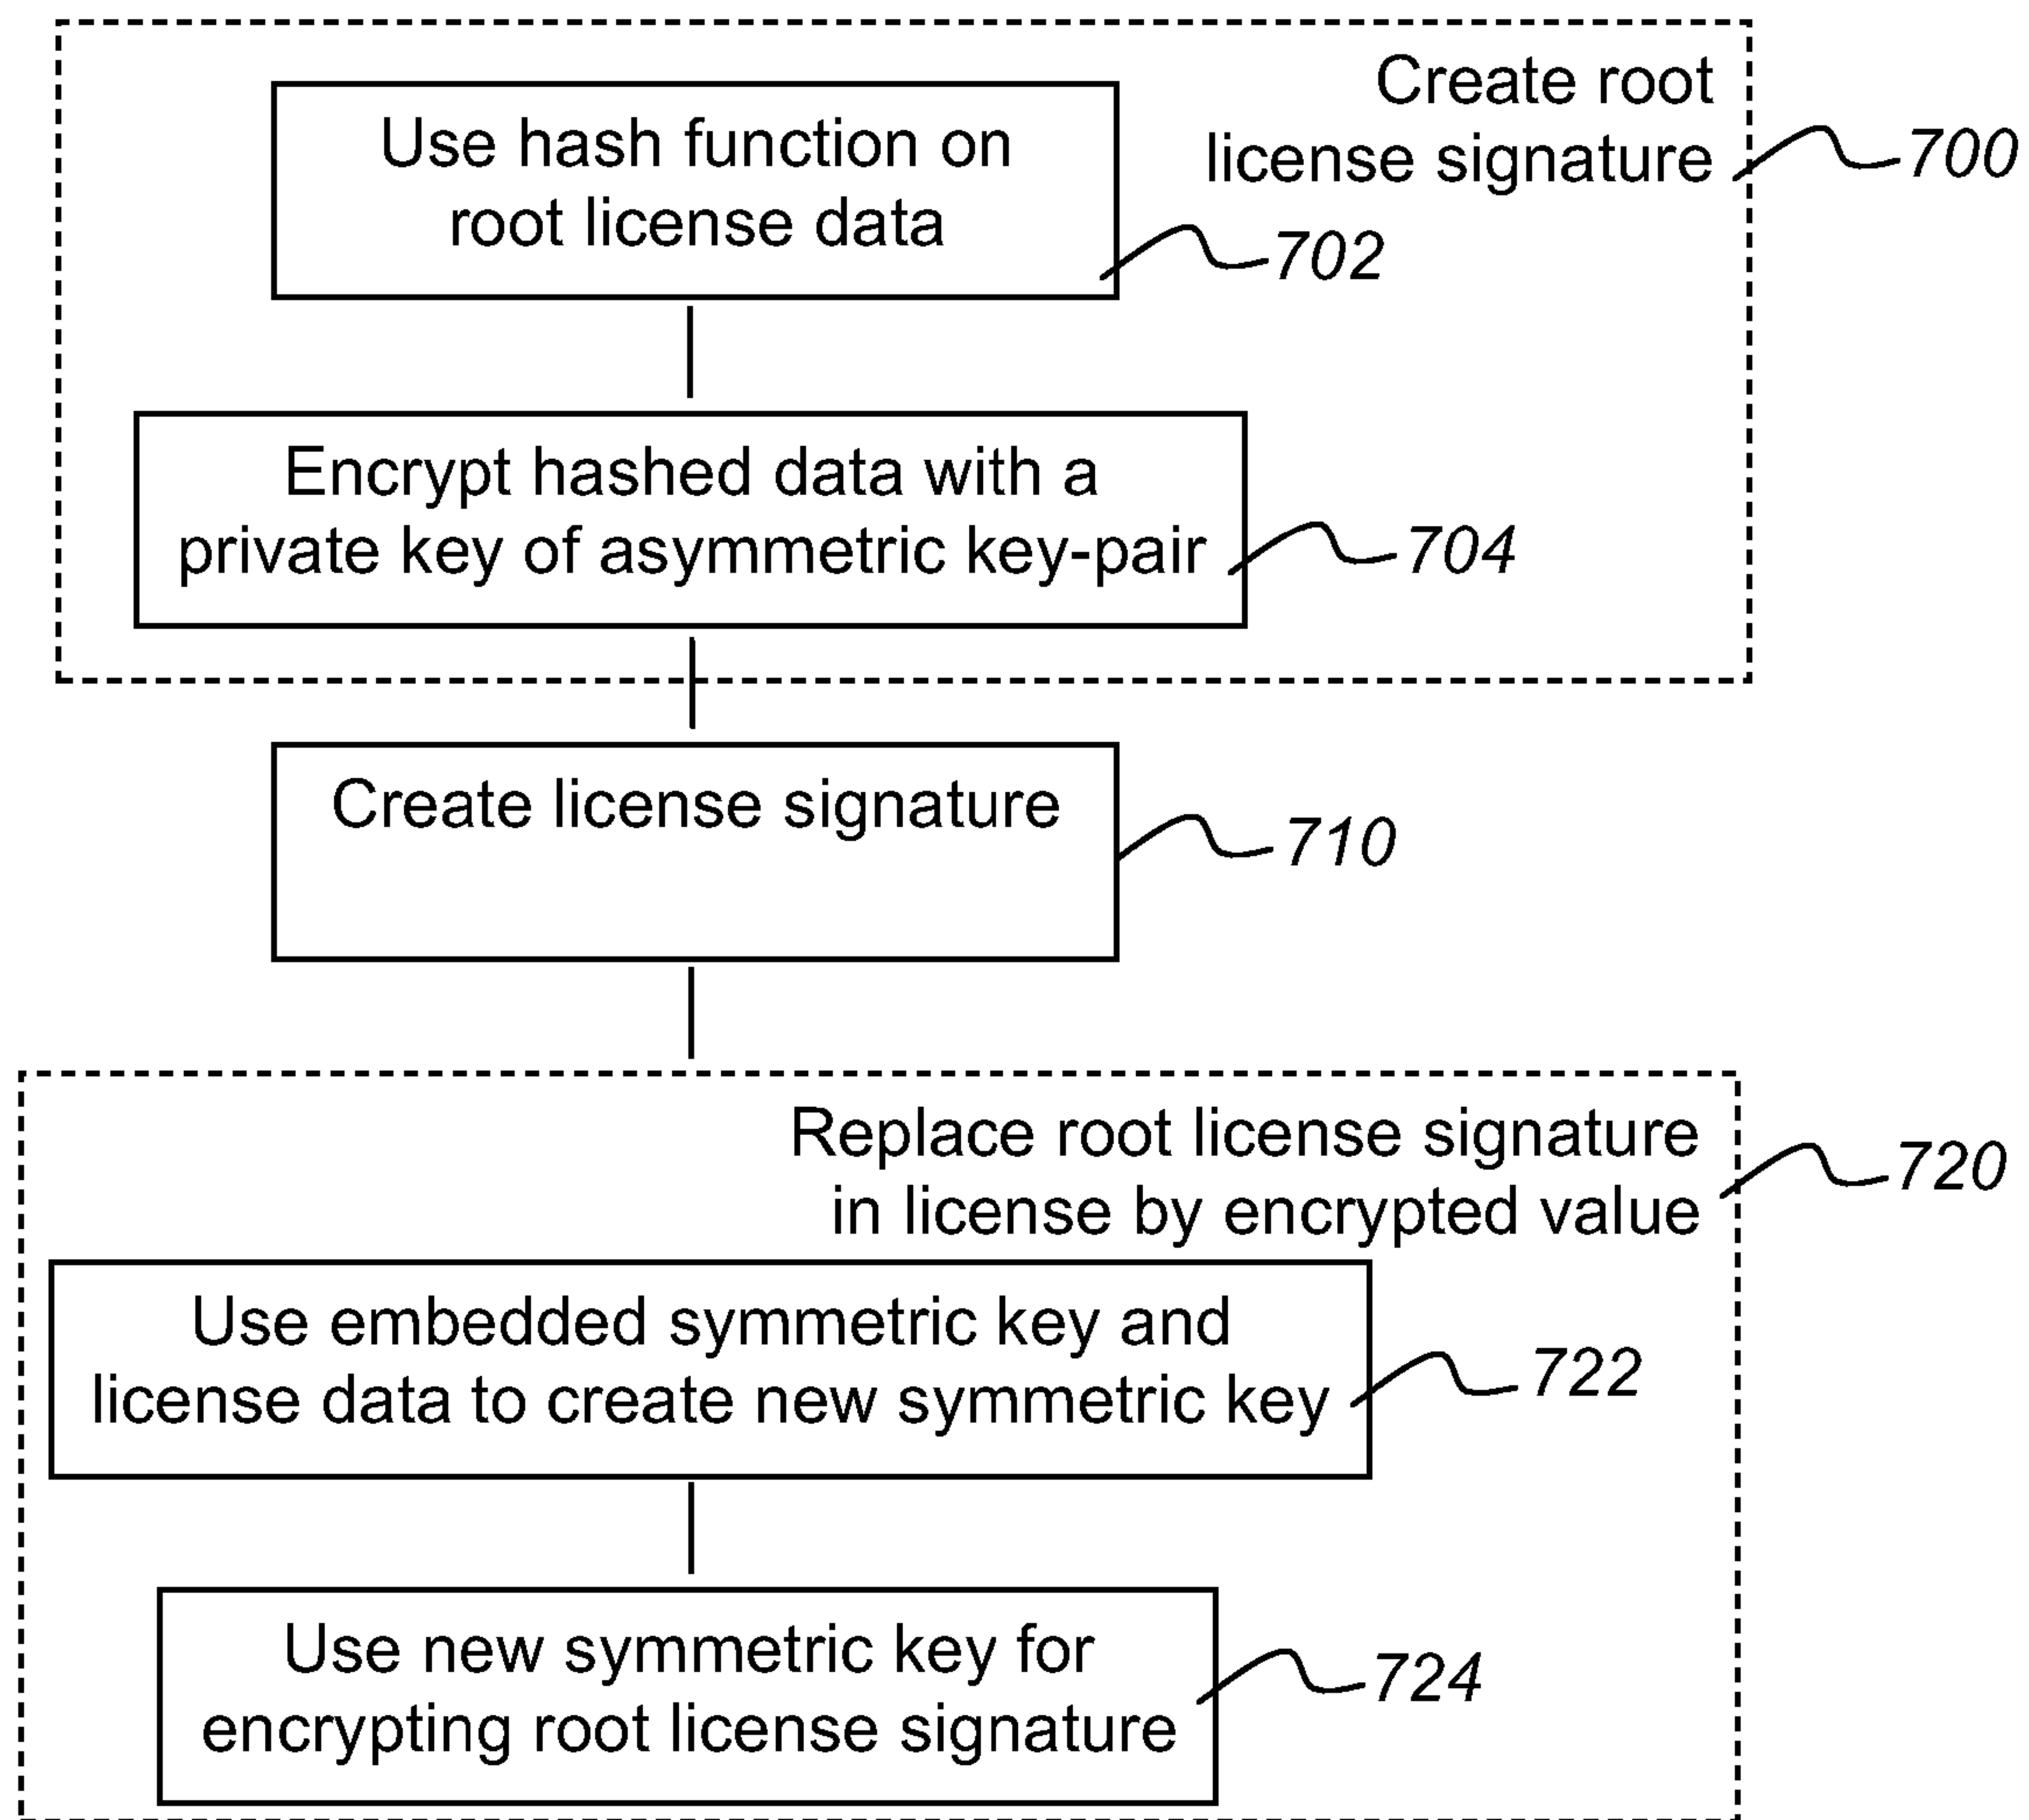 Create root
license signature
700
Use hash function on
root license data
702
Encrypt hashed data with a
private key of asymmetric key-pair
704
Create license signature
710
Replace root license signature
in license by encrypted value
720
Use embedded symmetric key and
license data to create new symmetric key
722
Use new symmetric key for
encrypting root license signature
724